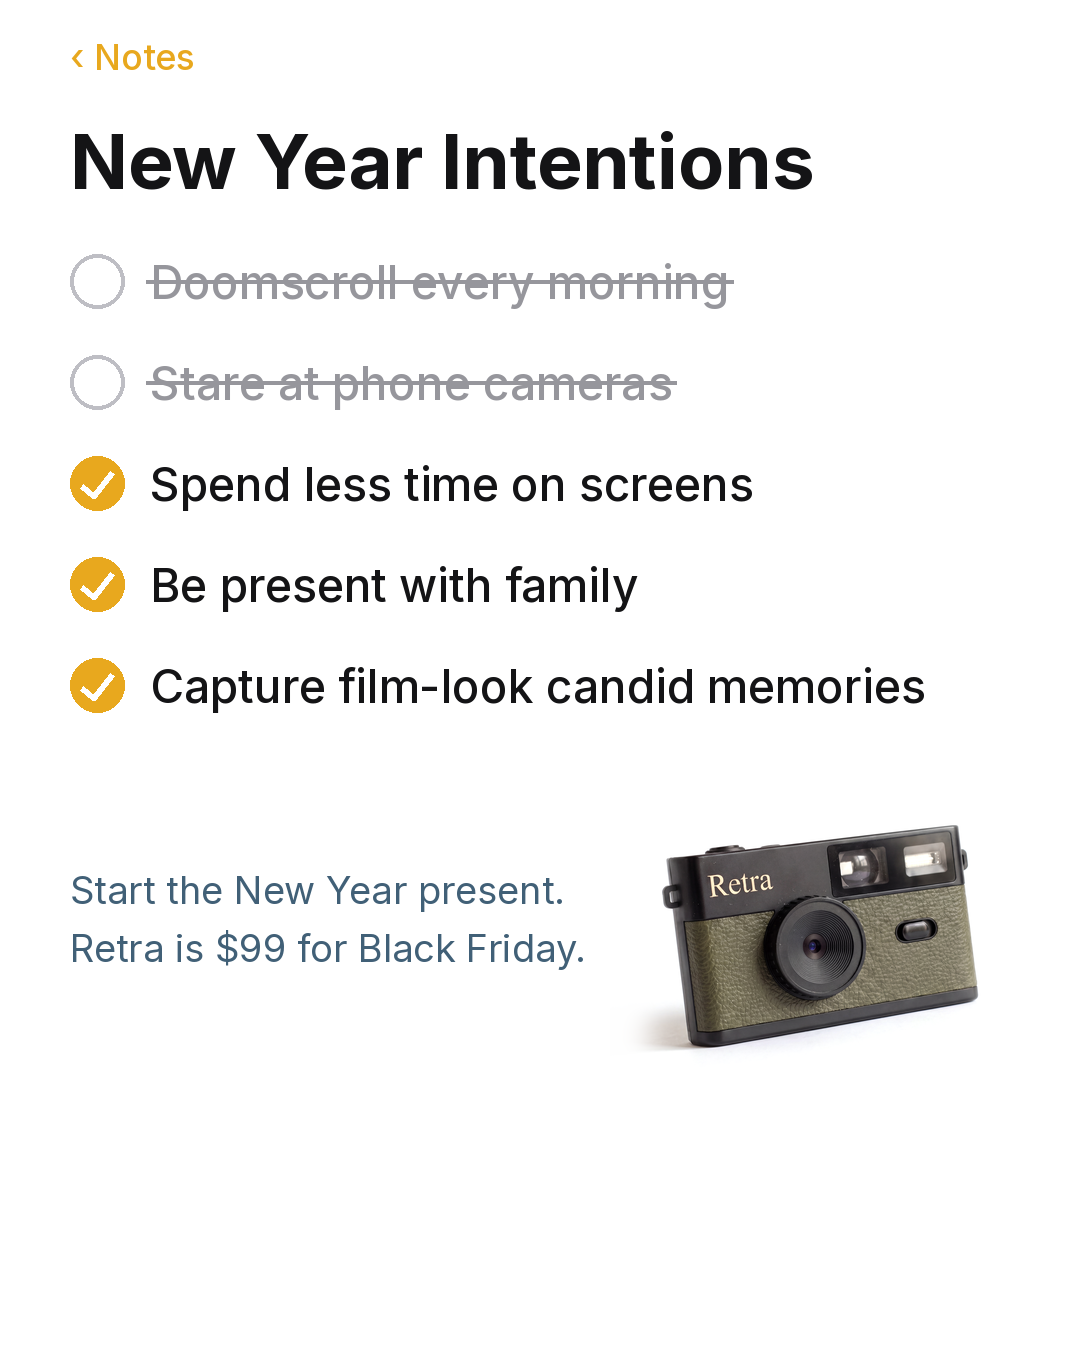 ‹ Notes
New Year Intentions
Doomscroll every morning
Stare at phone cameras
Spend less time on screens
Be present with family
Capture film-look candid memories
Start the New Year present.
Retra is $99 for Black Friday.
Retra